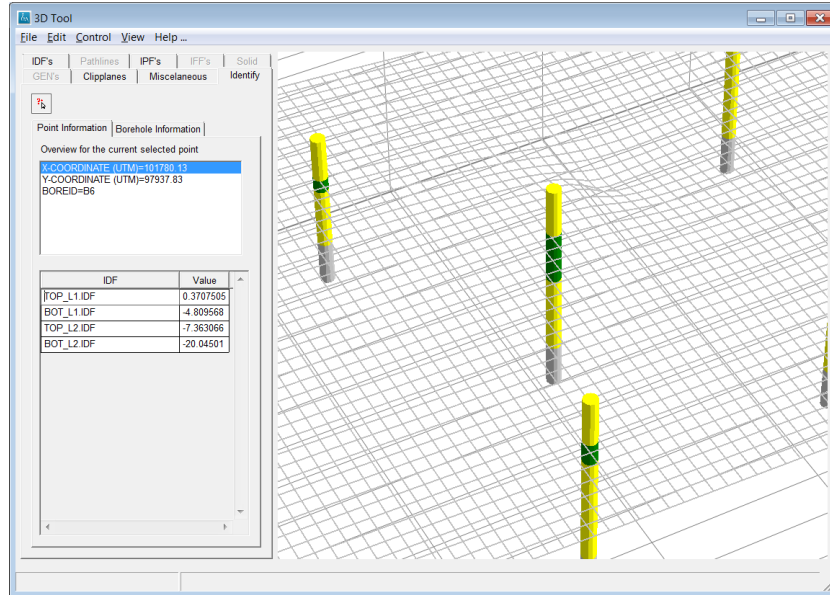 3D Tool
File Edit Control View Help ...
IDF's Pathlines IPF's IFF's Solid
GEN's Clipplanes Miscelaneous Identify
Point Information Borehole Information
Overview for the current selected point
X-COORDINATE (UTM)=101780.13
Y-COORDINATE (UTM)=97937.83
BOREID=B6
IDF Value
TOP_L1.IDF 0.3707505
BOT_L1.IDF -4.809568
TOP_L2.IDF -7.363066
BOT_L2.IDF -20.04501